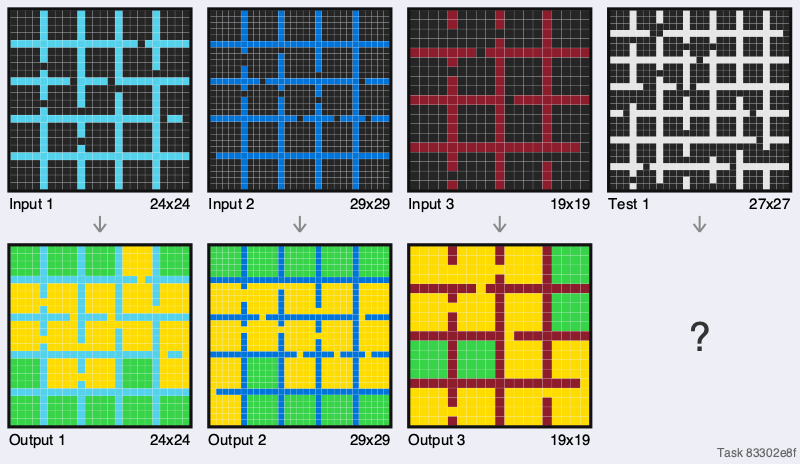 Input 1 24x24
Input 2 29x29
Input 3 19x19
Test 1 27x27
?
Output 1 24x24
Output 2 29x29
Output 3 19x19
Task 83302e8f